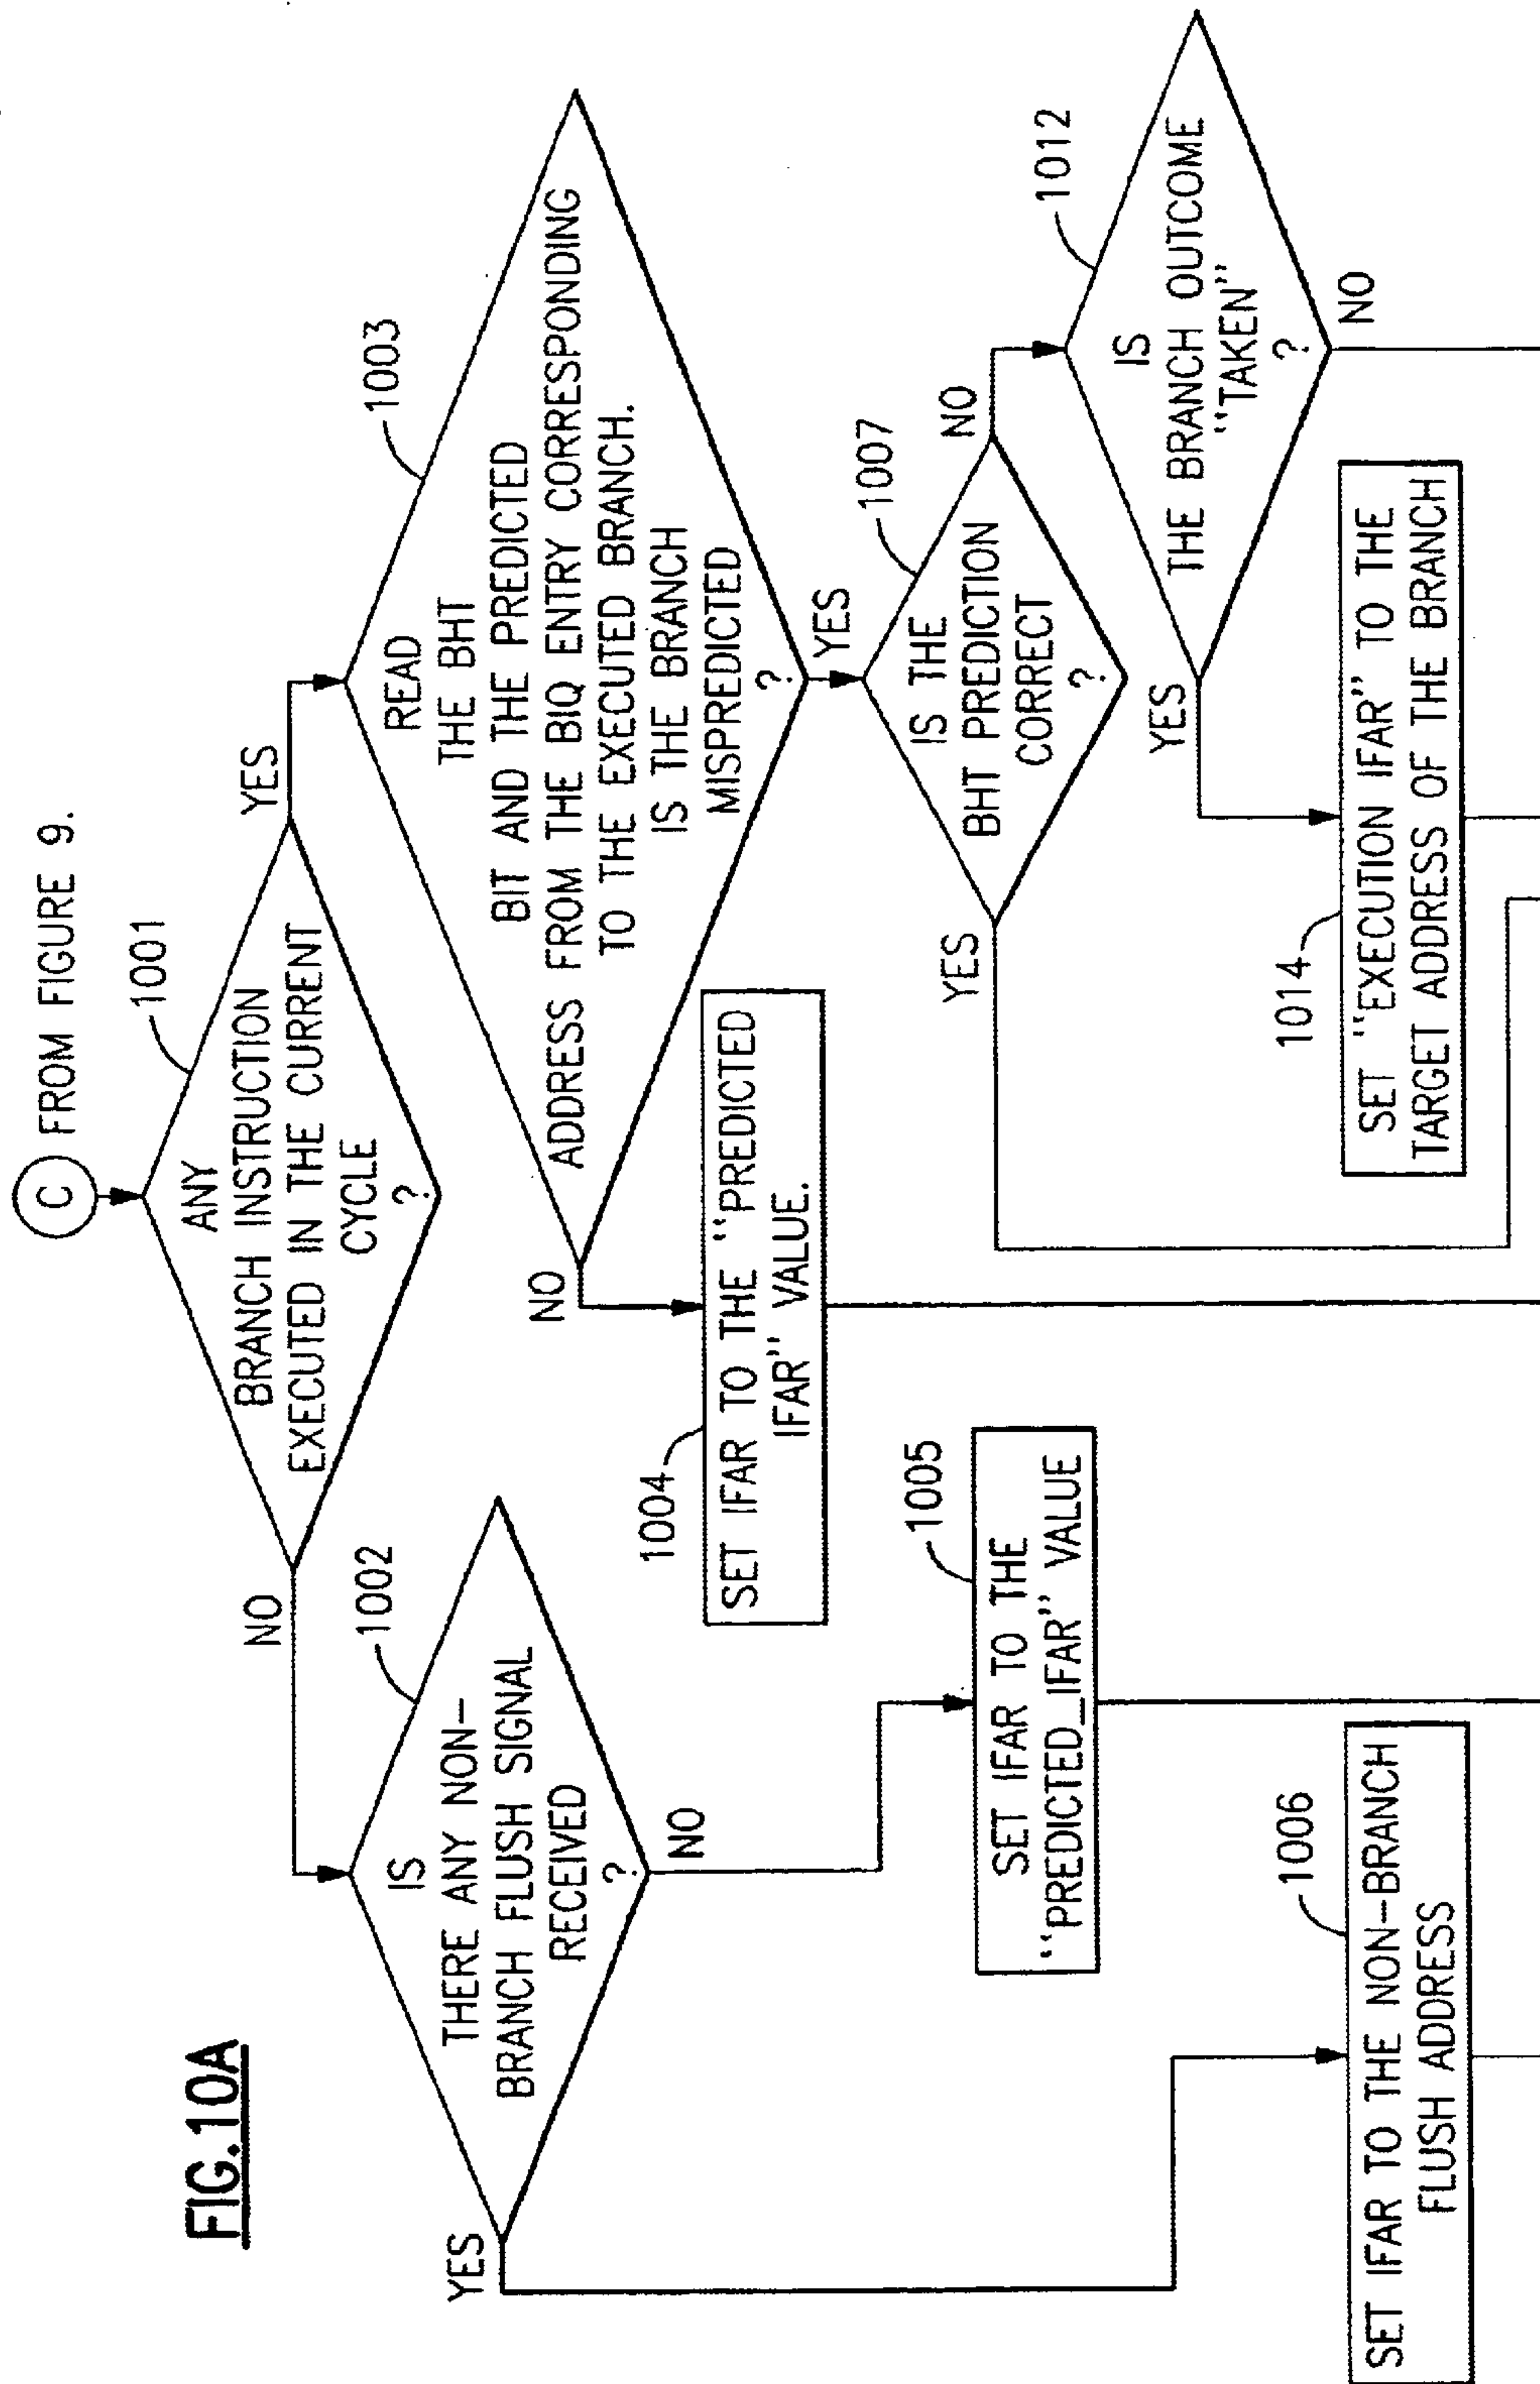 FIG.10A
C FROM FIGURE 9.
1001
ANY
BRANCH INSTRUCTION
EXECUTED IN THE CURRENT
CYCLE
?
NO
YES
1002
IS
THERE ANY NON-
BRANCH FLUSH SIGNAL
RECEIVED
?
YES
NO
1003
READ
THE BHT
BIT AND THE PREDICTED
ADDRESS FROM THE BIQ ENTRY CORRESPONDING
TO THE EXECUTED BRANCH.
IS THE BRANCH
MISPREDICTED
?
NO
YES
1004
SET IFAR TO THE "PREDICTED
IFAR" VALUE.
1005
SET IFAR TO THE
"PREDICTED_IFAR" VALUE
1006
SET IFAR TO THE NON-BRANCH
FLUSH ADDRESS
1007
IS THE
BHT PREDICTION
CORRECT
?
YES
NO
1012
IS
THE BRANCH OUTCOME
"TAKEN"
?
YES
NO
1014
SET "EXECUTION IFAR" TO THE
TARGET ADDRESS OF THE BRANCH